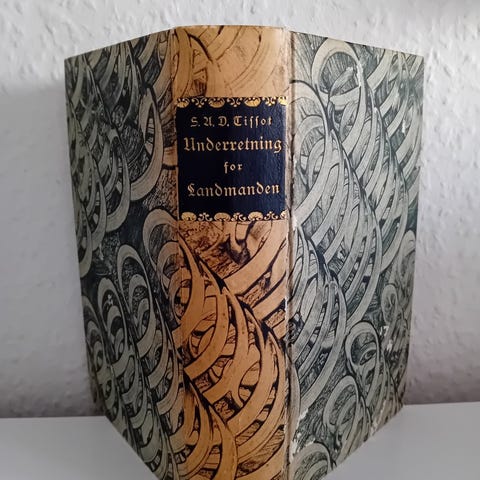 S. A. D. Tissot
Underretning
for
Landmanden